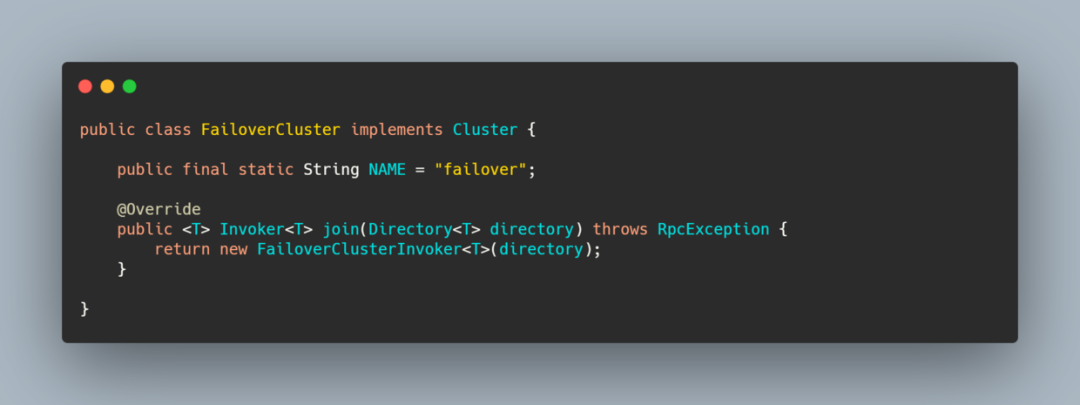 public class FailoverCluster implements Cluster {
public final static String NAME = "failover";
@Override
public <T> Invoker<T> join(Directory<T> directory) throws RpcException {
return new FailoverClusterInvoker<T>(directory);
}
}